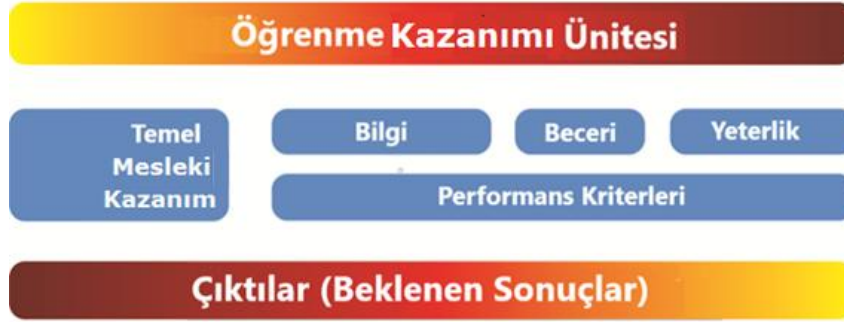 Öğrenme Kazanımı Ünitesi
Temel
Mesleki
Kazanım
Bilgi
Beceri
Yeterlik
Performans Kriterleri
Çıktılar (Beklenen Sonuçlar)